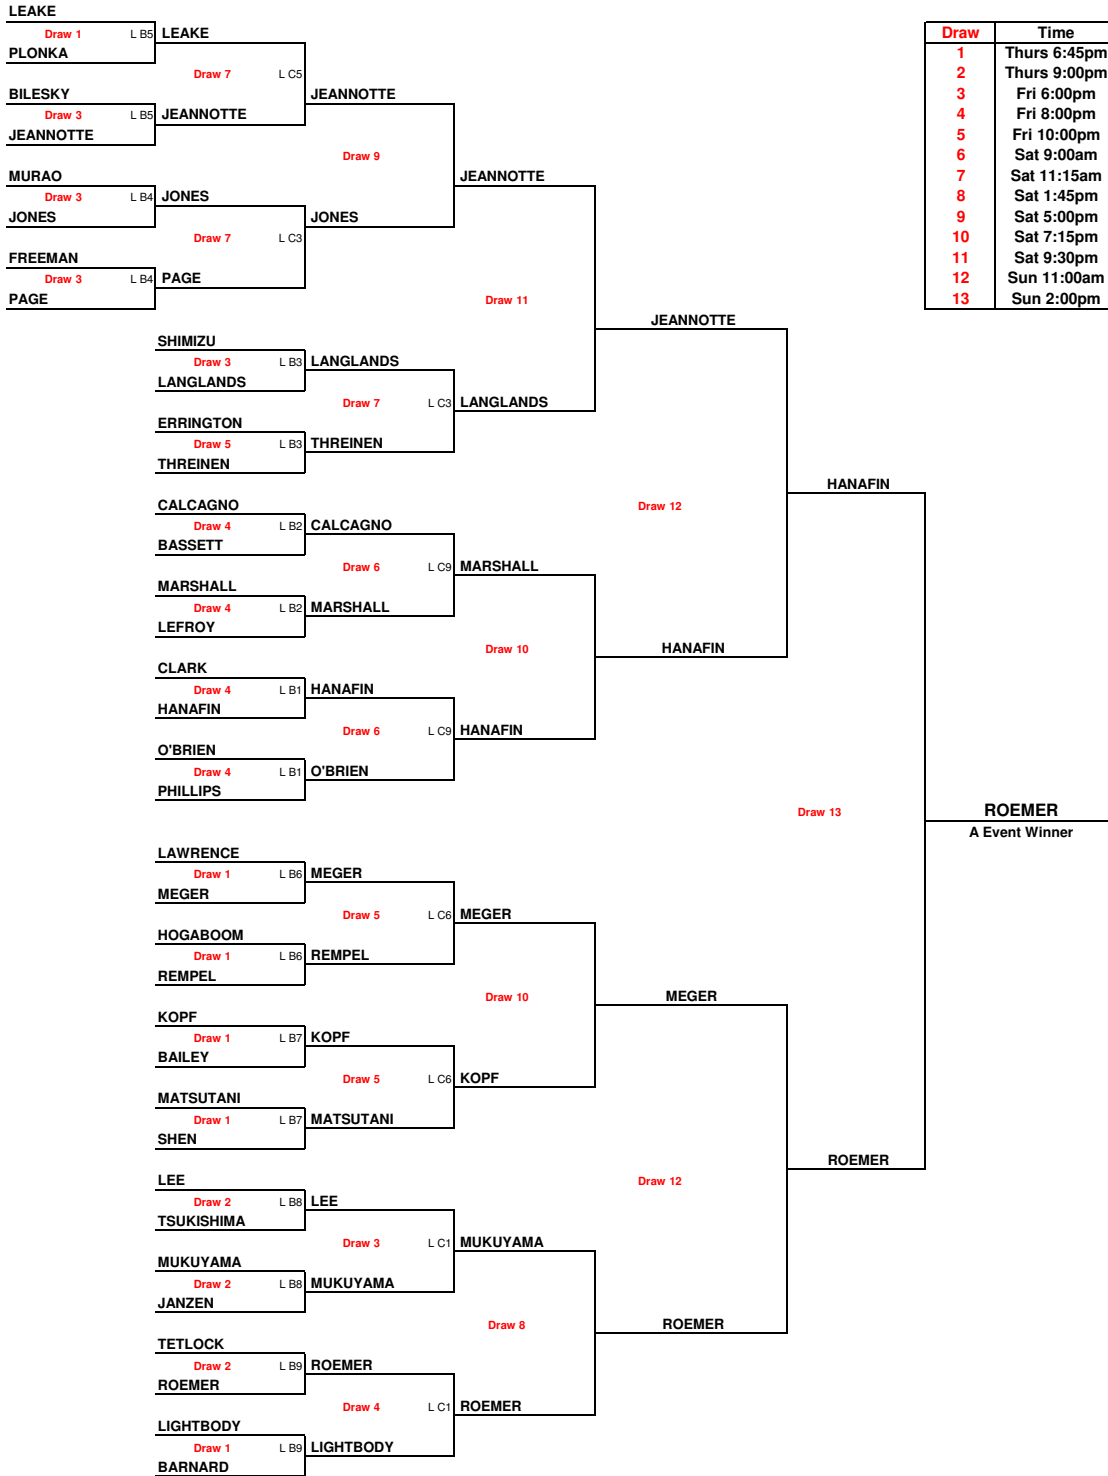 LEAKE
Draw 1 L B5 LEAKE
PLONKA
Draw 7 L C5
BILESKY JEANNOTTE
Draw 3 L B5 JEANNOTTE
JEANNOTTE
Draw 9
MURAO JEANNOTTE
Draw 3 L B4 JONES
JONES JONES
Draw 7 L C3
FREEMAN
Draw 3 L B4 PAGE
PAGE Draw 11
JEANNOTTE
SHIMIZU
Draw 3 L B3 LANGLANDS
LANGLANDS
Draw 7 L C3 LANGLANDS
ERRINGTON
Draw 5 L B3 THREINEN
THREINEN
HANAFIN
CALCAGNO Draw 12
Draw 4 L B2 CALCAGNO
BASSETT
Draw 6 L C9 MARSHALL
MARSHALL
Draw 4 L B2 MARSHALL
LEFROY
Draw 10 HANAFIN
CLARK
Draw 4 L B1 HANAFIN
HANAFIN
Draw 6 L C9 HANAFIN
O'BRIEN
Draw 4 L B1 O'BRIEN
PHILLIPS
Draw 13 ROEMER
A Event Winner
LAWRENCE
Draw 1 L B6 MEGER
MEGER
Draw 5 L C6 MEGER
HOGABOOM
Draw 1 L B6 REMPEL
REMPEL
Draw 10 MEGER
KOPF
Draw 1 L B7 KOPF
BAILEY
Draw 5 L C6 KOPF
MATSUTANI
Draw 1 L B7 MATSUTANI
SHEN
ROEMER
LEE Draw 12
Draw 2 L B8 LEE
TSUKISHIMA
Draw 3 L C1 MUKUYAMA
MUKUYAMA
Draw 2 L B8 MUKUYAMA
JANZEN
Draw 8 ROEMER
TETLOCK
Draw 2 L B9 ROEMER
ROEMER
Draw 4 L C1 ROEMER
LIGHTBODY
Draw 1 L B9 LIGHTBODY
BARNARD
Draw Time
1 Thurs 6:45pm
2 Thurs 9:00pm
3 Fri 6:00pm
4 Fri 8:00pm
5 Fri 10:00pm
6 Sat 9:00am
7 Sat 11:15am
8 Sat 1:45pm
9 Sat 5:00pm
10 Sat 7:15pm
11 Sat 9:30pm
12 Sun 11:00am
13 Sun 2:00pm